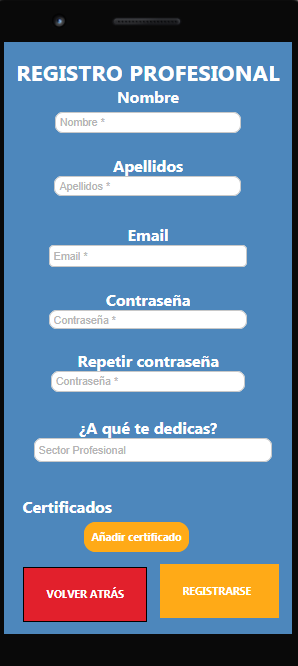 REGISTRO PROFESIONAL
Nombre
Nombre *
Apellidos
Apellidos *
Email
Email *
Contraseña
Contraseña *
Repetir contraseña
Contraseña *
¿A qué te dedicas?
Sector Profesional
Certificados
Añadir certificado
VOLVER ATRÁS
REGISTRARSE